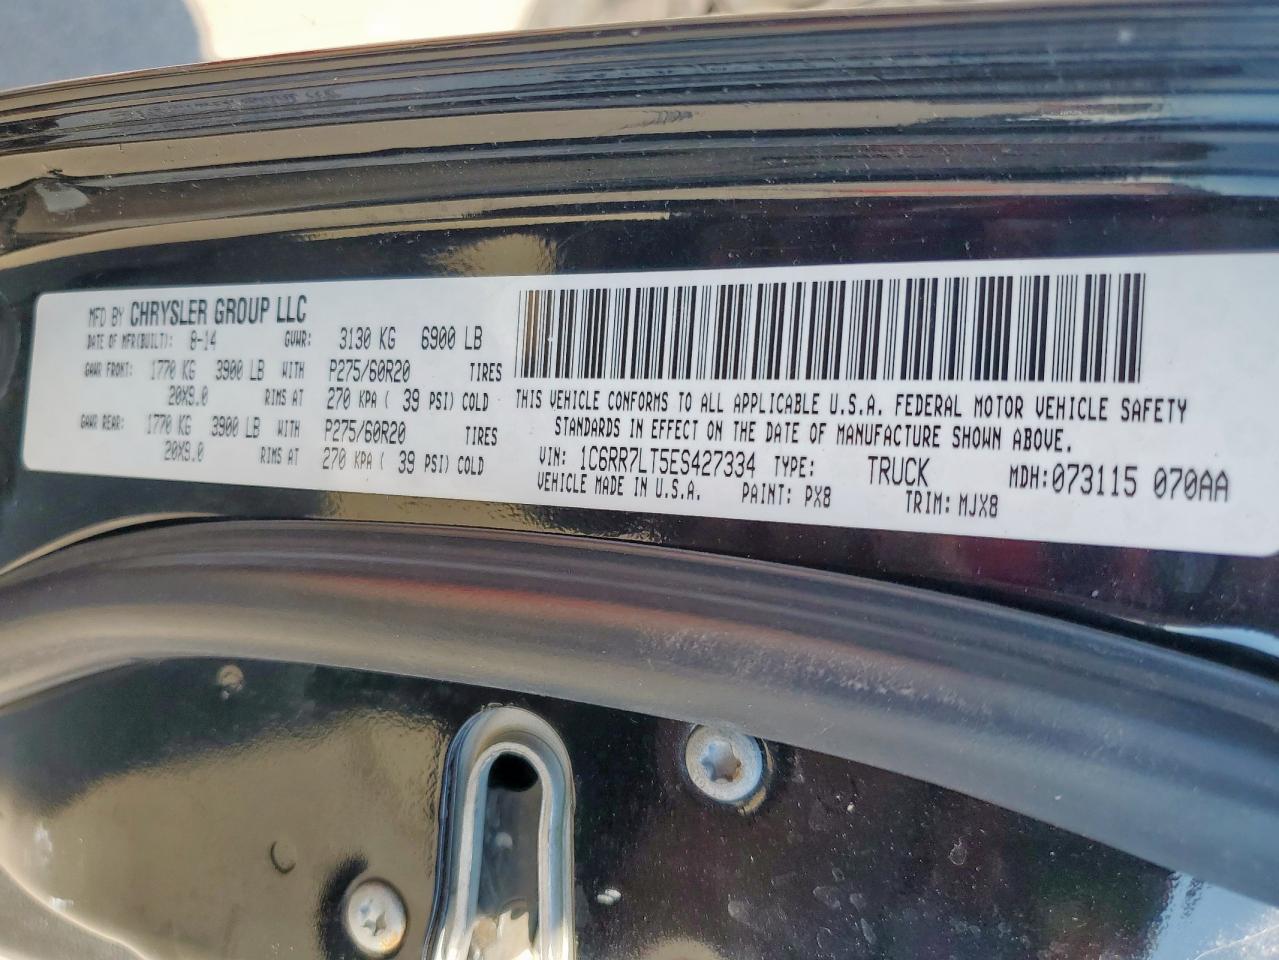 MFD BY CHRYSLER GROUP LLC
DATE OF MFR(BUILT): 8-14 GVWR: 3130 KG 6900 LB
GAWR FRONT: 1770 KG 3900 LB WITH P275/60R20 TIRES
20X9.0 RIMS AT 270 KPA ( 39 PSI) COLD
GAWR REAR: 1770 KG 3900 LB WITH P275/60R20 TIRES
20X9.0 RIMS AT 270 KPA ( 39 PSI) COLD
THIS VEHICLE CONFORMS TO ALL APPLICABLE U.S.A. FEDERAL MOTOR VEHICLE SAFETY
STANDARDS IN EFFECT ON THE DATE OF MANUFACTURE SHOWN ABOVE.
VIN: 1C6RR7LT5ES427334 TYPE: TRUCK MDH:073115 070AA
VEHICLE MADE IN U.S.A. PAINT: PX8 TRIM: MJX8